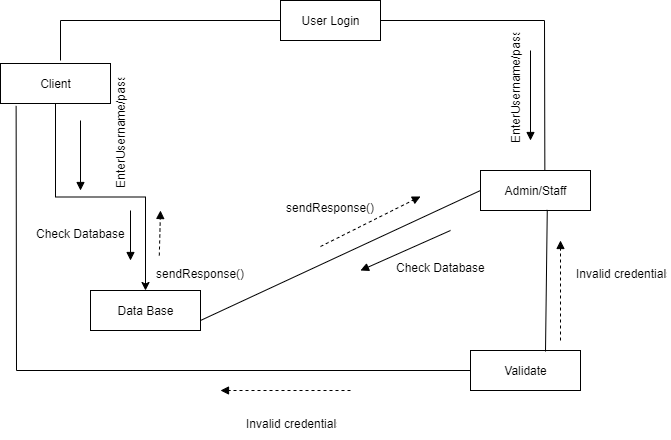 User Login
Client
EnterUsername/pass
EnterUsername/pass
Admin/Staff
sendResponse()
Check Database
Check Database
sendResponse()
Invalid credential
Data Base
Validate
Invalid credential